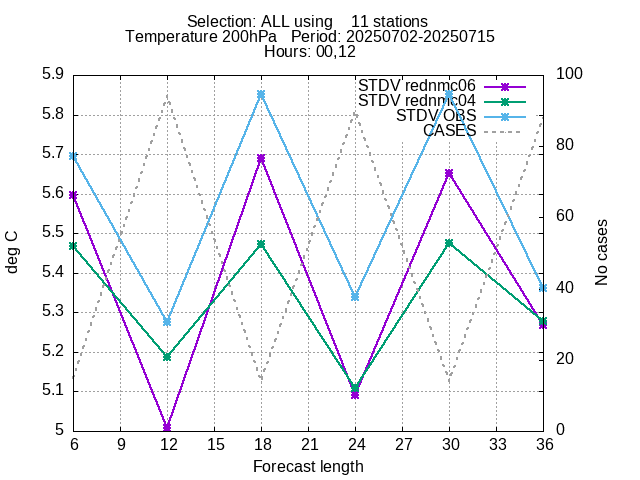 Selection: ALL using    11 stations
Temperature 200hPa   Period: 20250702-20250715
Hours: 00,12
5.9
5.8
5.7
5.6
5.5
5.4
5.3
5.2
5.1
5
deg C
STDV rednmc06
STDV rednmc04
STDV OBS
CASES
100
80
60
40
20
0
No cases
6 9 12 15 18 21 24 27 30 33 36
Forecast length